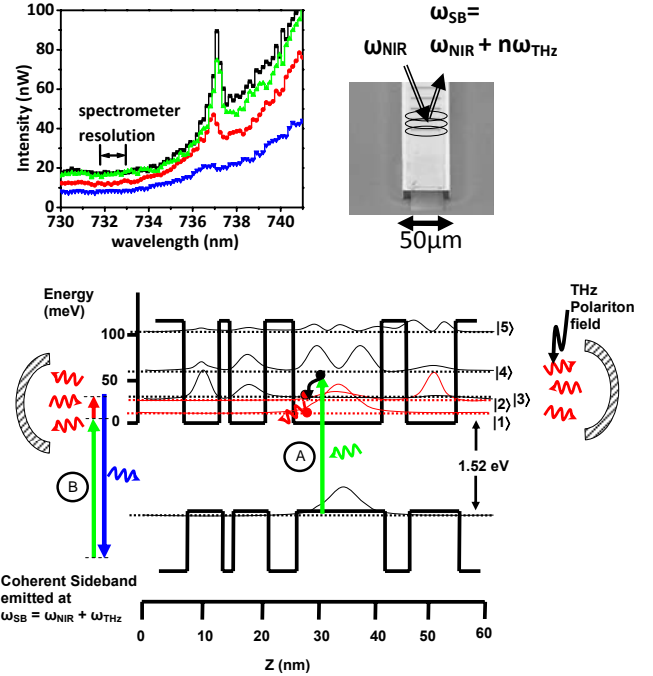 100
80
60
40
20
0
Intensity (nW)
spectrometer
resolution
730 732 734 736 738 740
wavelength (nm)
ωSB=
ωNIR ωNIR + nωTHz
50μm
Energy
(meV)
100
50
0
|5⟩
|4⟩
|3⟩
|2⟩
|1⟩
THz
Polariton
field
A
B
1.52 eV
Coherent Sideband
emitted at
ωSB = ωNIR + ωTHz
0 10 20 30 40 50 60
Z (nm)